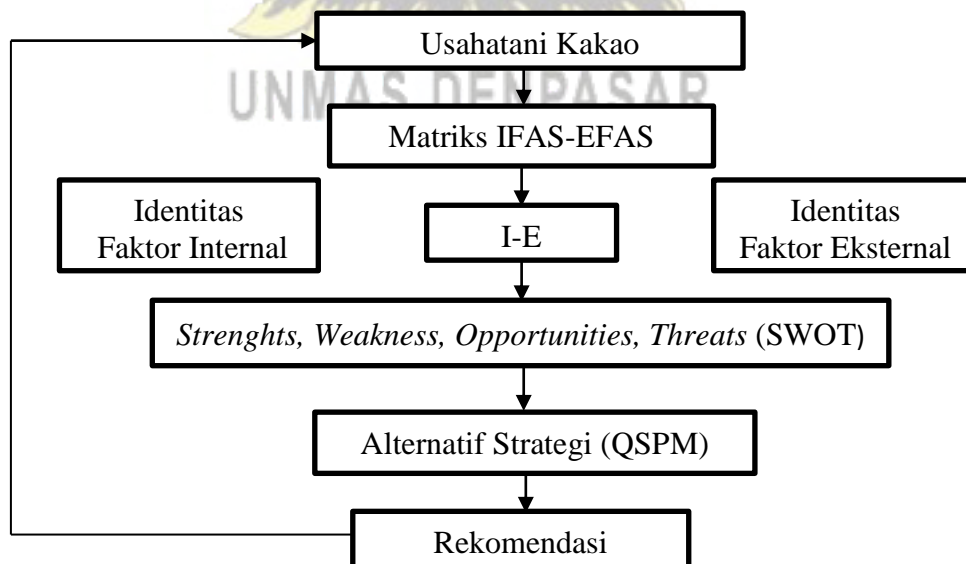 Usahatani Kakao
UNMAS DENPASAR
Matriks IFAS-EFAS
Identitas
Faktor Internal
I-E
Identitas
Faktor Eksternal
Strenghts, Weakness, Opportunities, Threats (SWOT)
Alternatif Strategi (QSPM)
Rekomendasi